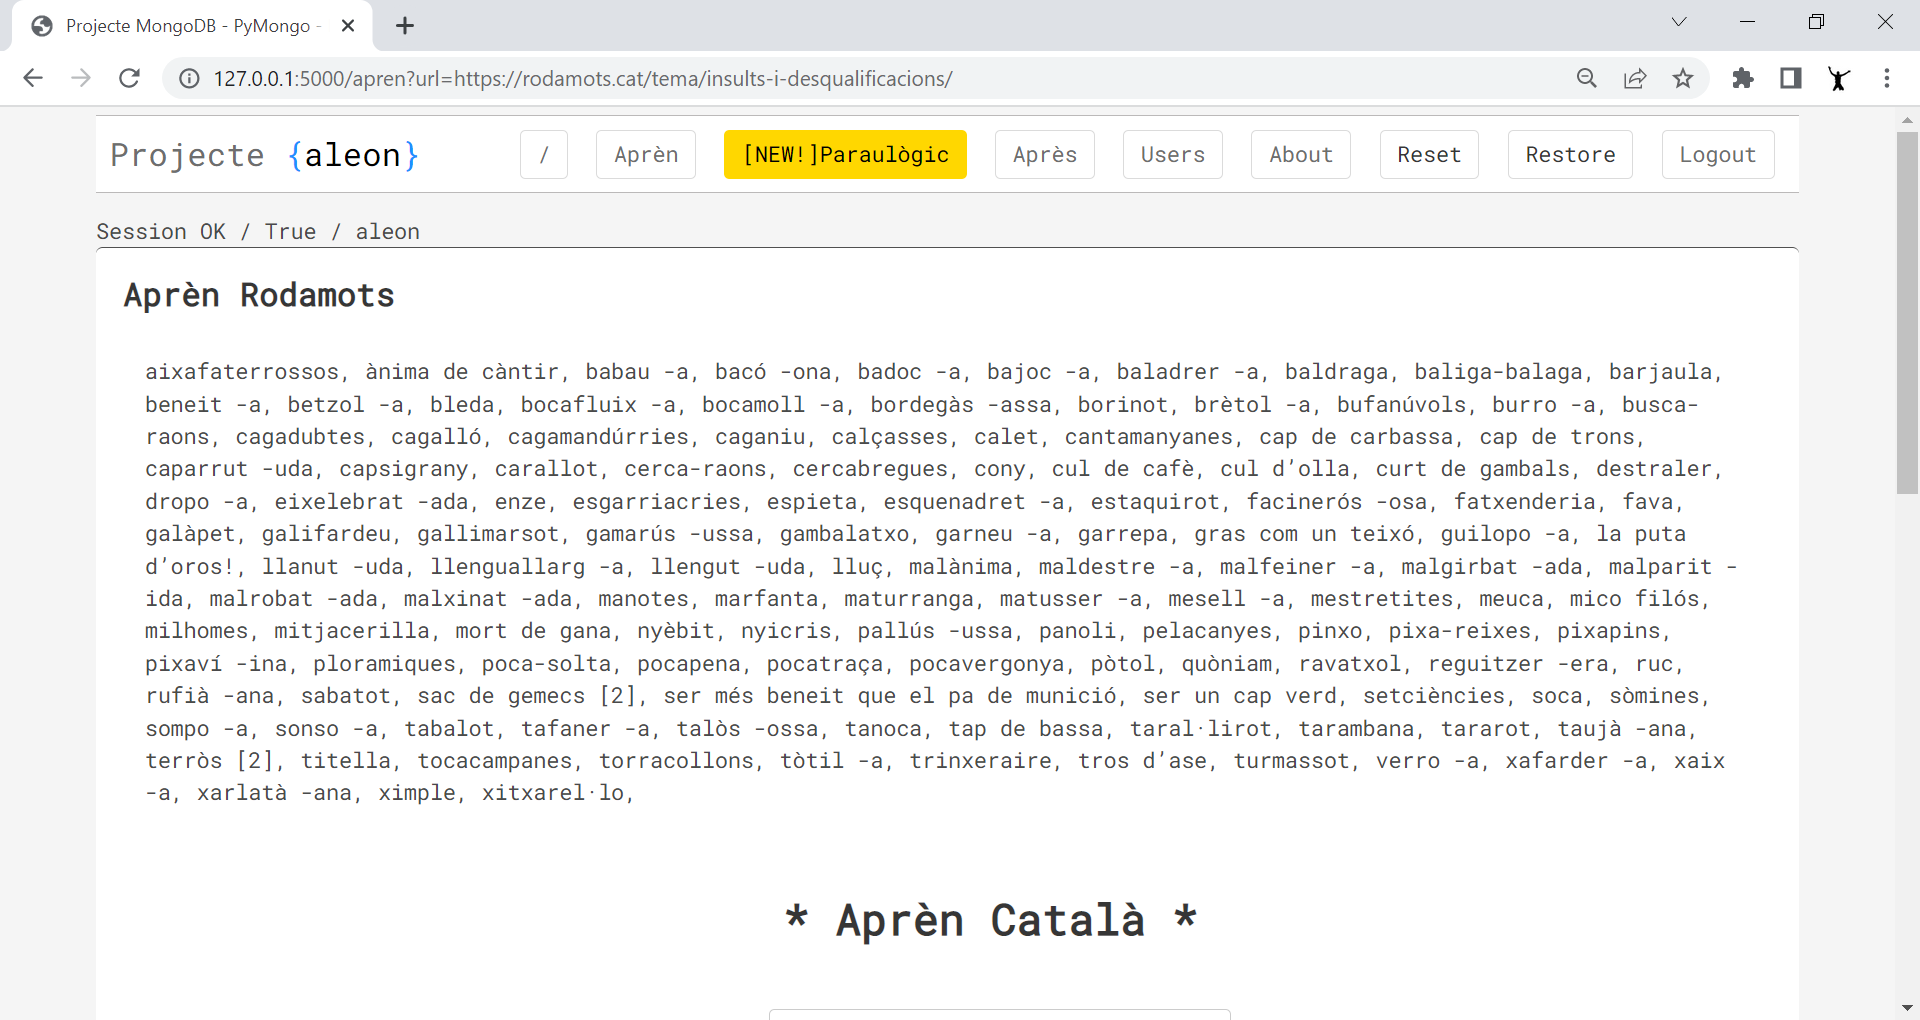 Projecte MongoDB - PyMongo -
127.0.0.1:5000/apren?url=https://rodamots.cat/tema/insults-i-desqualificacions/
Projecte {aleon} / Aprèn [NEW!]Paraulògic Après Users About Reset Restore Logout
Session OK / True / aleon
Aprèn Rodamots
aixafaterrossos, ànima de càntir, babau -a, bacó -ona, badoc -a, bajoc -a, baladrer -a, baldraga, baliga-balaga, barjaula,
beneit -a, betzol -a, bleda, bocafluix -a, bocamoll -a, bordegàs -assa, borinot, brètol -a, bufanúvols, burro -a, busca-
raons, cagadubtes, cagalló, cagamandúrries, caganiu, calçasses, calet, cantamanyanes, cap de carbassa, cap de trons,
caparrut -uda, capsigrany, carallot, cerca-raons, cercabregues, cony, cul de cafè, cul d’olla, curt de gambals, destraler,
dropo -a, eixelebrat -ada, enze, esgarriacries, espieta, esquenadret -a, estaquirot, facinerós -osa, fatxenderia, fava,
galàpet, galifardeu, gallimarsot, gamarús -ussa, gambalatxo, garneu -a, garrepa, gras com un teixó, guilopo -a, la puta
d’oros!, llanut -uda, llenguallarg -a, llengut -uda, lluç, malànima, maldestre -a, malfeiner -a, malgirbat -ada, malparit -
ida, malrobat -ada, malxinat -ada, manotes, marfanta, maturranga, matusser -a, mesell -a, mestretites, meuca, mico filós,
milhomes, mitjacerilla, mort de gana, nyèbit, nyicris, pallús -ussa, panoli, pelacanyes, pinxo, pixa-reixes, pixapins,
pixaví -ina, ploramiques, poca-solta, pocapena, pocatraça, pocavergonya, pòtol, quòniam, ravatxol, reguitzer -era, ruc,
rufià -ana, sabatot, sac de gemecs [2], ser més beneit que el pa de munició, ser un cap verd, setciències, soca, sòmines,
sompo -a, sonso -a, tabalot, tafaner -a, talòs -ossa, tanoca, tap de bassa, taral·lirot, tarambana, tararot, taujà -ana,
terròs [2], titella, tocacampanes, torracollons, tòtil -a, trinxeraire, tros d’ase, turmassot, verro -a, xafarder -a, xaix
-a, xarlatà -ana, ximple, xitxarel·lo,
* Aprèn Català *